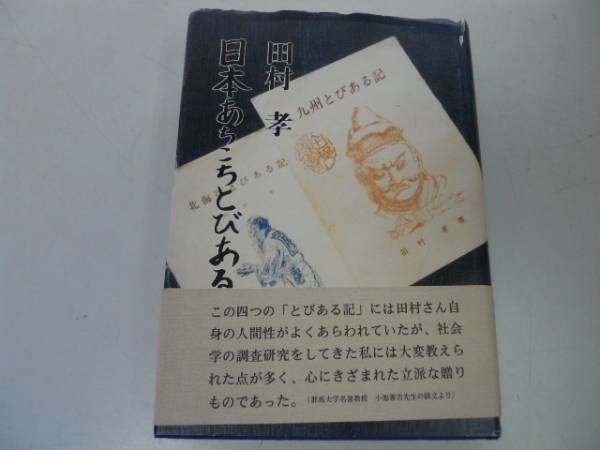 田村 孝
日本あちこちとびある
九州とびある記
北海道とびある記
田村孝著
この四つの「とびある記」には田村さん自
身の人間性がよくあらわれていたが、社会
学の調査研究をしてきた私には大変教えら
れた点が多く、心にきざまれた立派な贈り
ものであった。
(群馬大学名誉教授 小池善吉先生の跋文より)